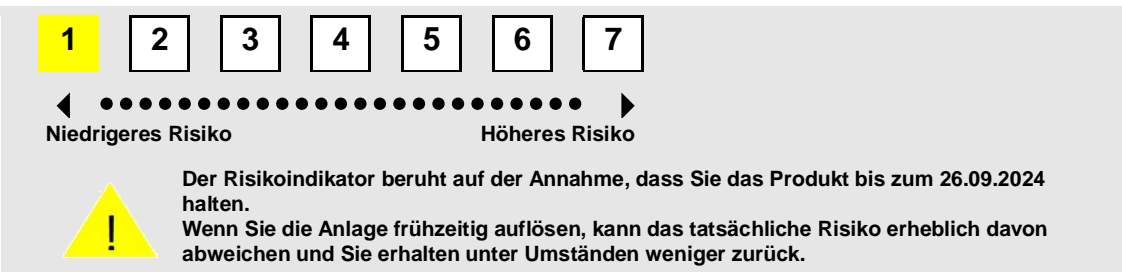 1 2 3 4 5 6 7
Niedrigeres Risiko Höheres Risiko
Der Risikoindikator beruht auf der Annahme, dass Sie das Produkt bis zum 26.09.2024
halten.
Wenn Sie die Anlage frühzeitig auflösen, kann das tatsächliche Risiko erheblich davon
abweichen und Sie erhalten unter Umständen weniger zurück.
!